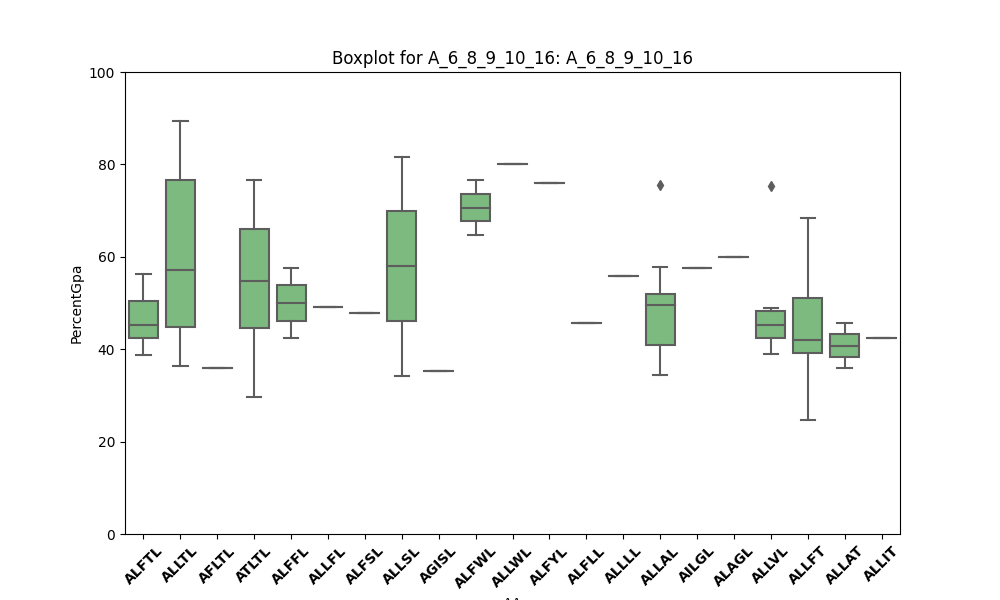 Boxplot for A_6_8_9_10_16: A_6_8_9_10_16
100
80
60
40
20
0
PercentGpa
ALFTL
ALLTL
AFLTL
ATLTL
ALFFL
ALLFL
ALFSL
ALLSL
AGISL
ALFWL
ALLWL
ALFYL
ALFLL
ALLLL
ALLAL
AILGL
ALAGL
ALLVL
ALLFT
ALLAT
ALLIT